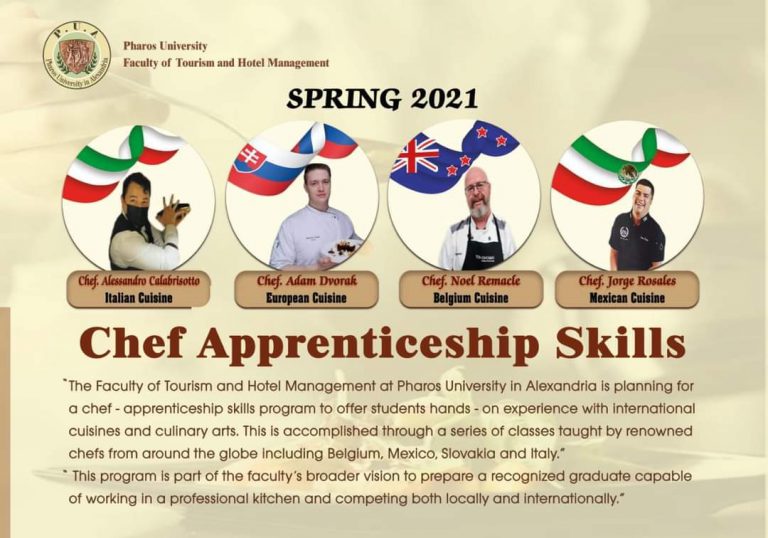 P.U.A
Pharos University in Alexandria
Pharos University
Faculty of Tourism and Hotel Management
SPRING 2021
Chef. Alessandro Calabrisotto
Italian Cuisine
Chef. Adam Dvorak
European Cuisine
Chef. Noel Remacle
Belgium Cuisine
Chef. Jorge Rosales
Mexican Cuisine
Chef Apprenticeship Skills
“The Faculty of Tourism and Hotel Management at Pharos University in Alexandria is planning for
a chef - apprenticeship skills program to offer students hands - on experience with international
cuisines and culinary arts. This is accomplished through a series of classes taught by renowned
chefs from around the globe including Belgium, Mexico, Slovakia and Italy.“
“ This program is part of the faculty’s broader vision to prepare a recognized graduate capable
of working in a professional kitchen and competing both locally and internationally.”